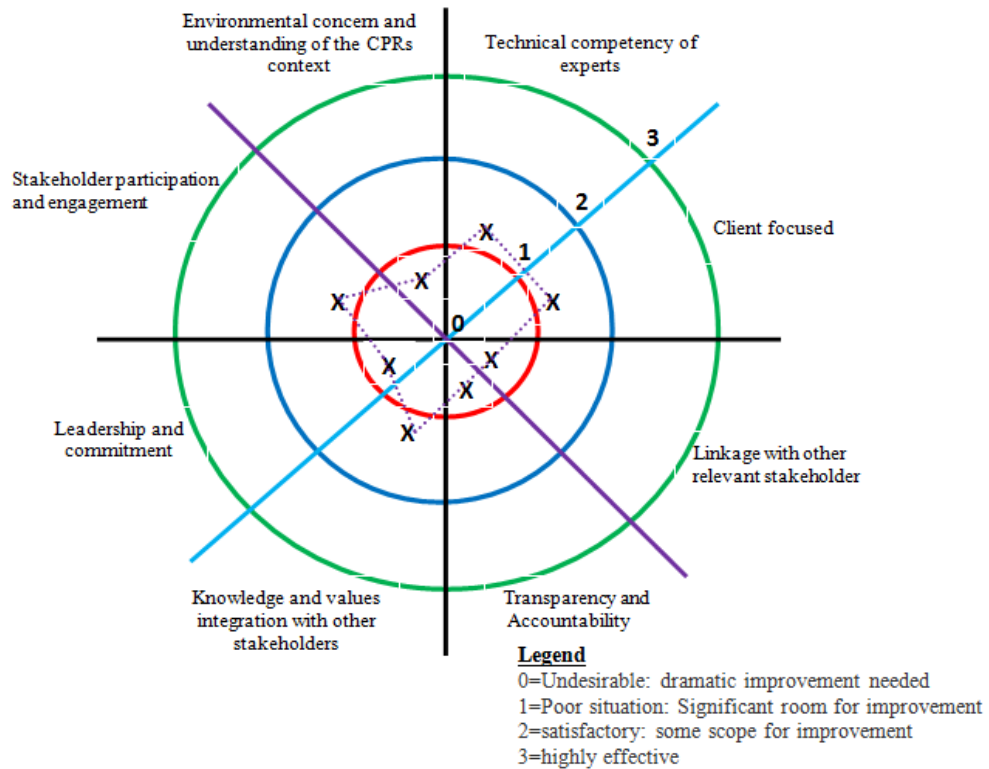 Environmental concern and
understanding of the CPRs
context
Technical competency of
experts
3
Stakeholder participation
and engagement
2
Client focused
X
1
X
X
X
0
X
X
X
X
Leadership and
commitment
Linkage with other
relevant stakeholder
Knowledge and values
integration with other
stakeholders
Transparency and
Accountability
Legend
0=Undesirable: dramatic improvement needed
1=Poor situation: Significant room for improvement
2=satisfactory: some scope for improvement
3=highly effective